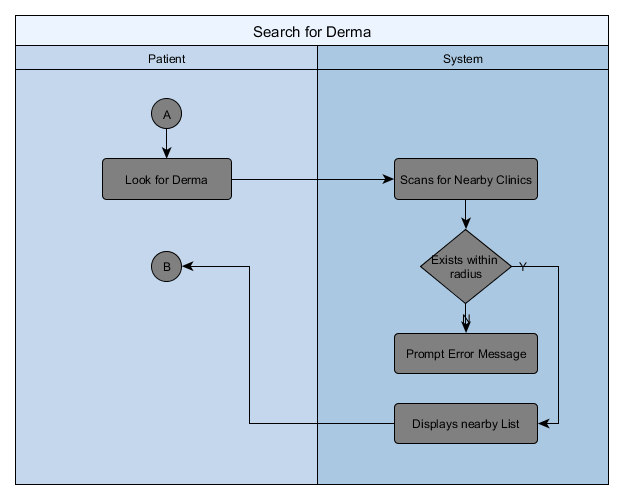 Search for Derma
Patient
System
A
Look for Derma
Scans for Nearby Clinics
B
Exists within
radius
Y
N
Prompt Error Message
Displays nearby List